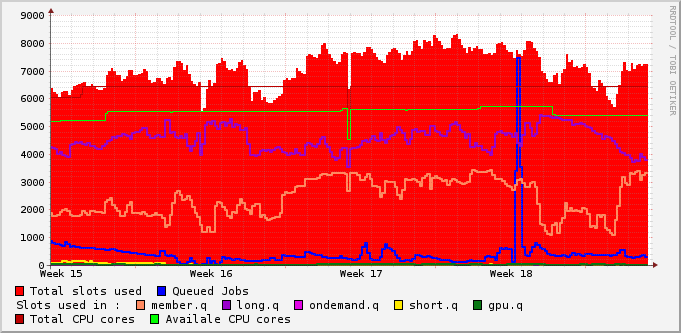 9000
8000
7000
6000
5000
4000
3000
2000
1000
0
Week 15 Week 16 Week 17 Week 18
RRDTOOL / TOBI OETIKER
Total slots used Queued Jobs
Slots used in : member.q long.q ondemand.q short.q gpu.q
Total CPU cores Availale CPU cores